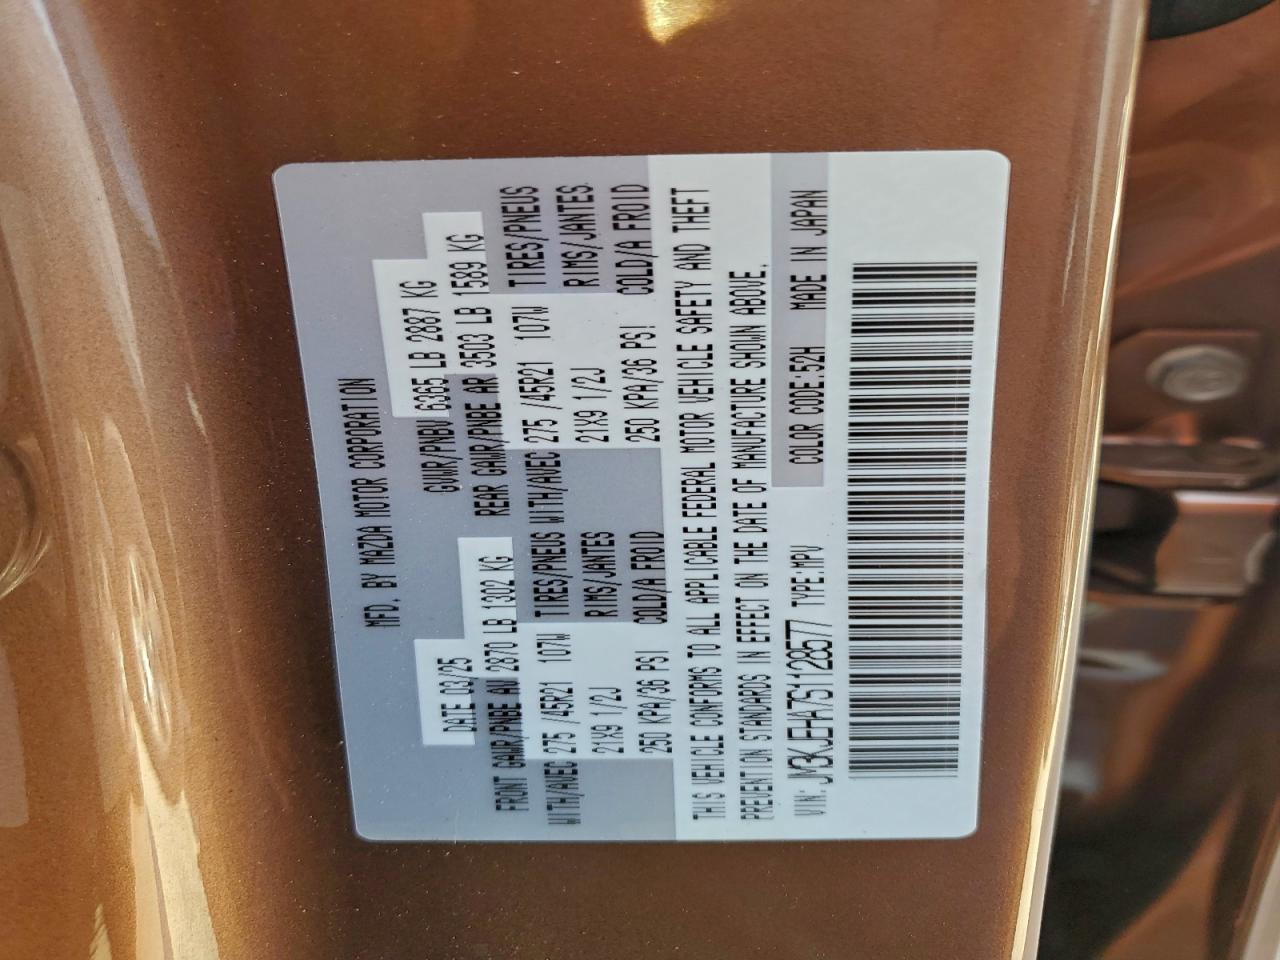 MFD. BY MAZDA MOTOR CORPORATION
DATE 03/25 GVWR/PNBV 6365 LB 2887 KG
FRONT GAWR/PNBE AV 2870 LB 1302 KG REAR GAWR/PNBE AR 3503 LB 1589 KG
WITH/AVEC 275 /45R21 107W TIRES/PNEUS WITH/AVEC 275 /45R21 107W TIRES/PNEUS
21X9 1/2J RIMS/JANTES 21X9 1/2J RIMS/JANTES
250 KPA/36 PSI COLD/A FROID 250 KPA/36 PSI COLD/A FROID
THIS VEHICLE CONFORMS TO ALL APPLICABLE FEDERAL MOTOR VEHICLE SAFETY AND THEFT
PREVENTION STANDARDS IN EFFECT ON THE DATE OF MANUFACTURE SHOWN ABOVE.
VIN: JM3KJEHA7S1128577 TYPE:MPV COLOR CODE:52H MADE IN JAPAN